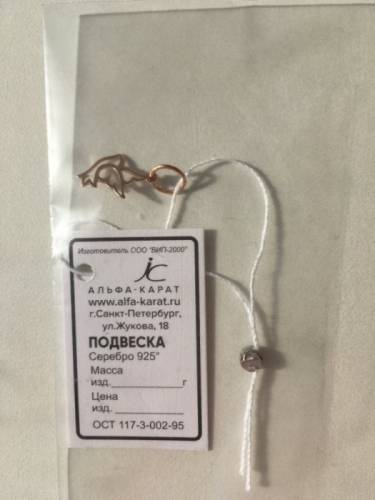 Изготовитель ООО "ВИП-2000"
АЛЬФА-КАРАТ
www.alfa-karat.ru
г.Санкт-Петербург,
ул.Жукова, 18
ПОДВЕСКА
Серебро 925°
Масса
изд.____________г
Цена
изд. ____________
ОСТ 117-3-002-95